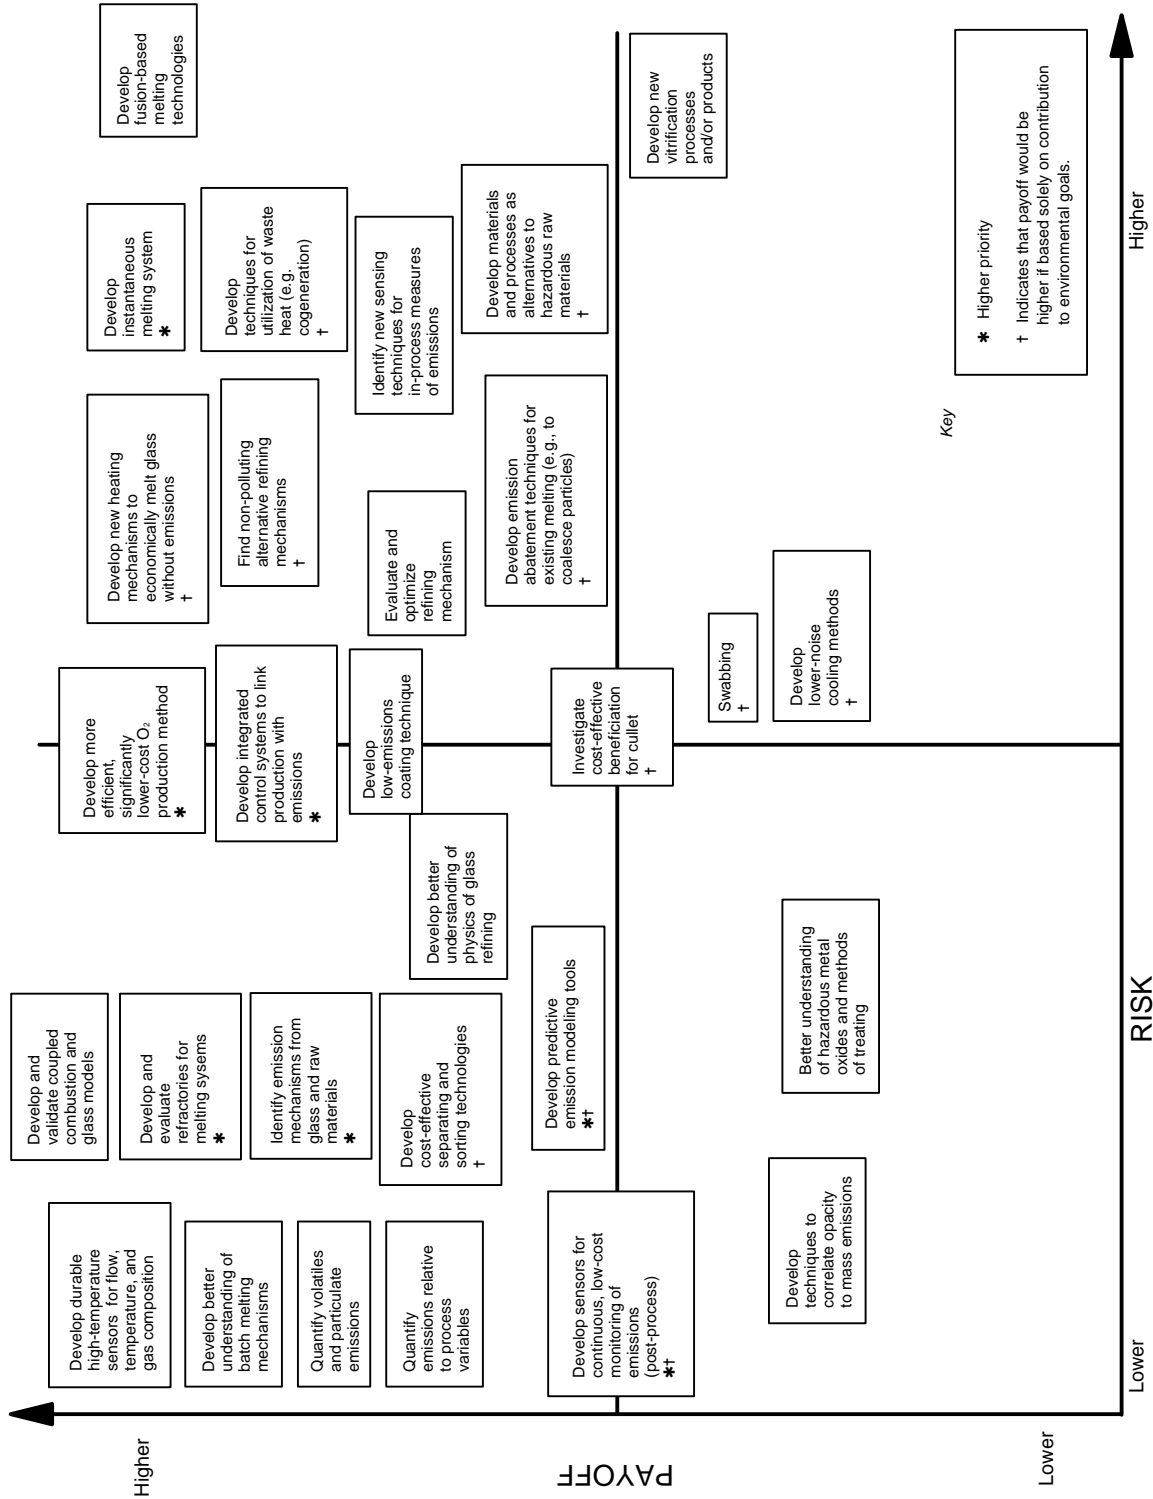 Higher
PAYOFF
Lower
Develop durable
high-temperature
sensors for flow,
temperature, and
gas composition
Develop better
understanding of
batch melting
mechanisms
Quantify volatiles
and particulate
emissions
Quantify
emissions relative
to process
variables
Develop sensors for
continuous, low-cost
monitoring of
emissions
(post-process)
*†
Develop
techniques to
correlate opacity
to mass emissions
Develop and
validate coupled
combustion and
glass models
Develop and
evaluate
refractories for
melting sysems
*
Identify emission
mechanisms from
glass and raw
materials
*
Develop
cost-effective
separating and
sorting technologies
†
Develop predictive
emission modeling tools
*†
Better understanding
of hazardous metal
oxides and methods
of treating
Develop better
understanding of
physics of glass
refining
Develop more
efficient,
significantly
lower-cost O₂
production method
*
Develop integrated
control systems to link
production with
emissions
*
Develop
low-emissions
coating technique
Investigate
cost-effective
beneficiation
for cullet
†
Swabbing
†
Develop
lower-noise
cooling methods
†
Develop new heating
mechanisms to
economically melt glass
without emissions
†
Find non-polluting
alternative refining
mechanisms
†
Evaluate and
optimize
refining
mechanism
Develop emission
abatement techniques for
existing melting (e.g., to
coalesce particles)
†
Develop
instantaneous
melting system
*
Develop
techniques for
utilization of waste
heat (e.g.
cogeneration)
†
Identify new sensing
techniques for
in-process measures
of emissions
Develop materials
and processes as
alternatives to
hazardous raw
materials
†
Develop
fusion-based
melting
technologies
Develop new
vitrification
processes
and/or products
Key
* Higher priority
† Indicates that payoff would be
higher if based solely on contribution
to environmental goals.
Lower
RISK
Higher